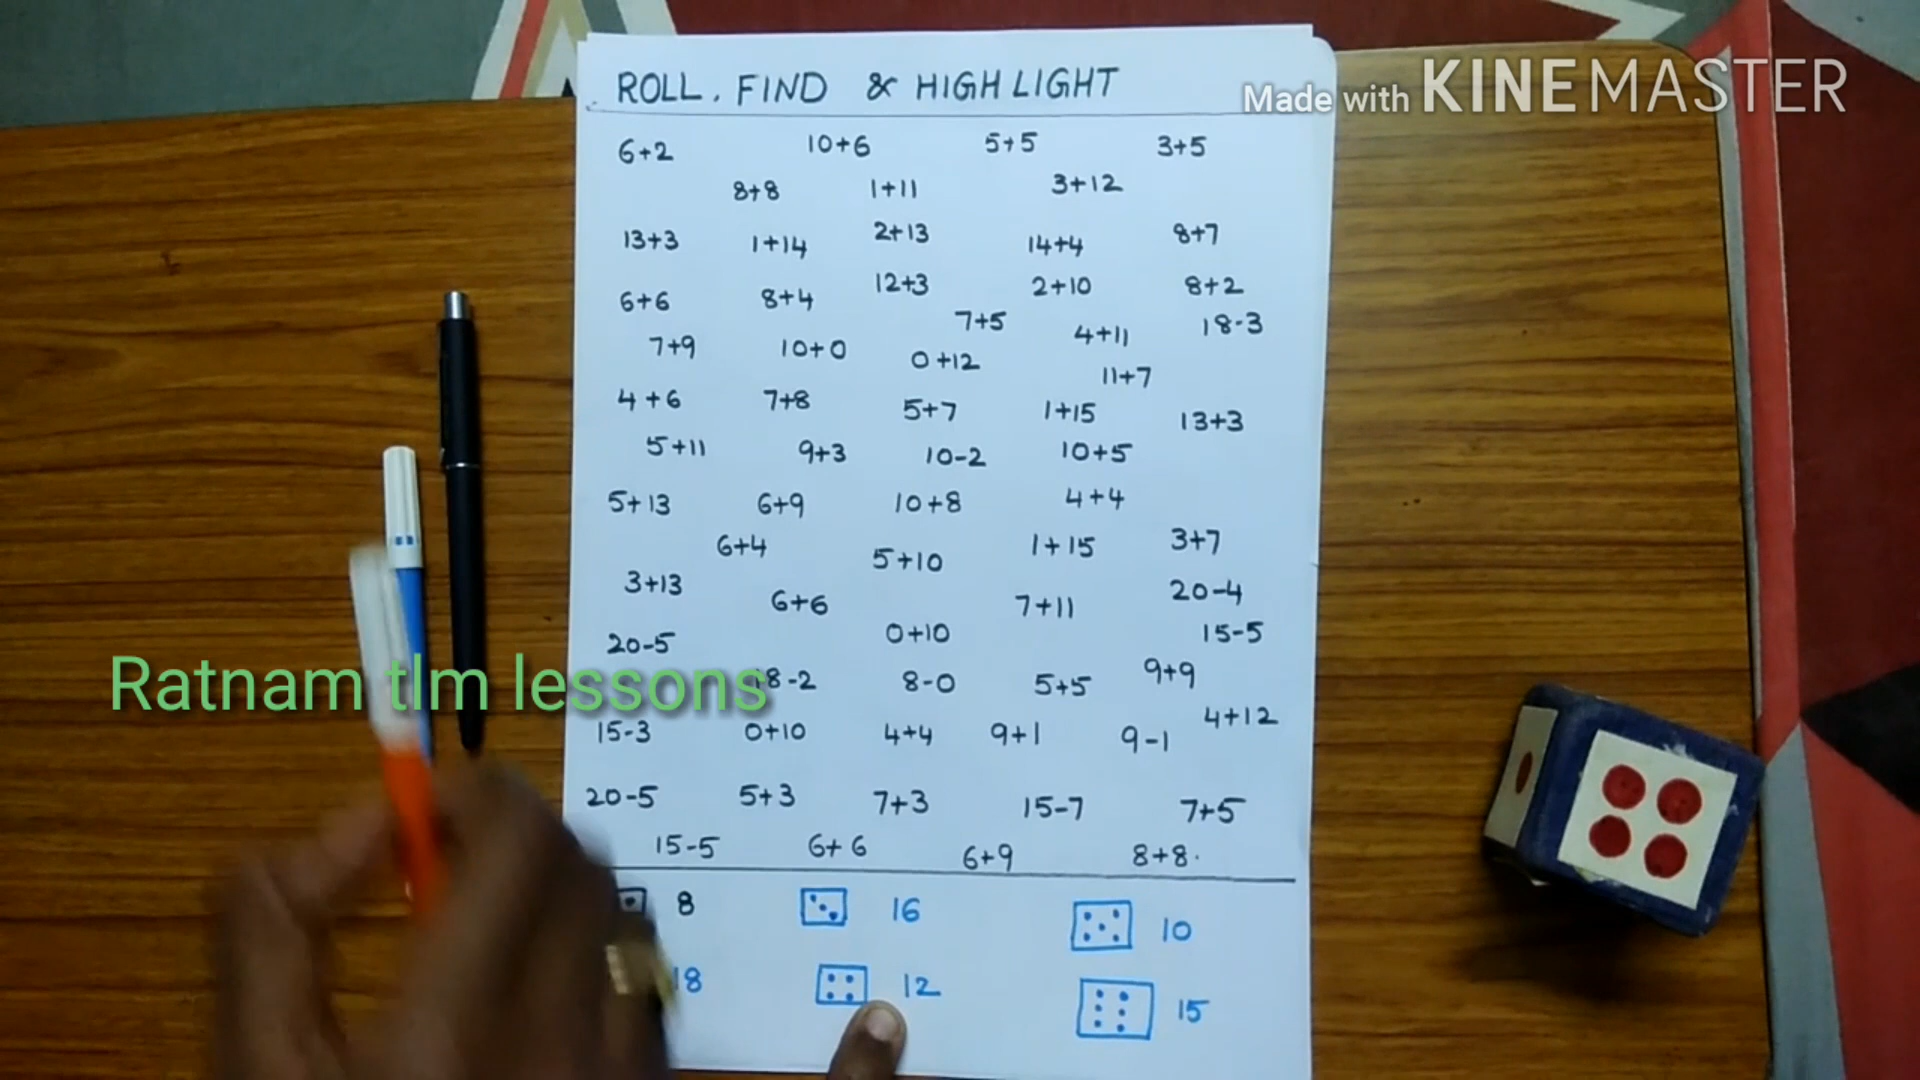 ROLL, FIND & HIGHLIGHT
Made with KINEMASTER
6+2 10+6 5+5 3+5
8+8 1+11 3+12
13+3 1+14 2+13 14+4 8+7
6+6 8+4 12+3 2+10 8+2
7+5 4+11 18-3
7+9 10+0 0+12 11+7
4+6 7+8 5+7 1+15 13+3
5+11 9+3 10-2 10+5
5+13 6+9 10+8 4+4
6+4 5+10 1+15 3+7
3+13 6+6 7+11 20-4
20-5 0+10 15-5
Ratnam tlm lessons
8-2 8-0 5+5 9+9
15-3 0+10 4+4 9+1 9-1 4+12
20-5 5+3 7+3 15-7 7+5
15-5 6+6 6+9 8+8.
8 16 10
18 12 15